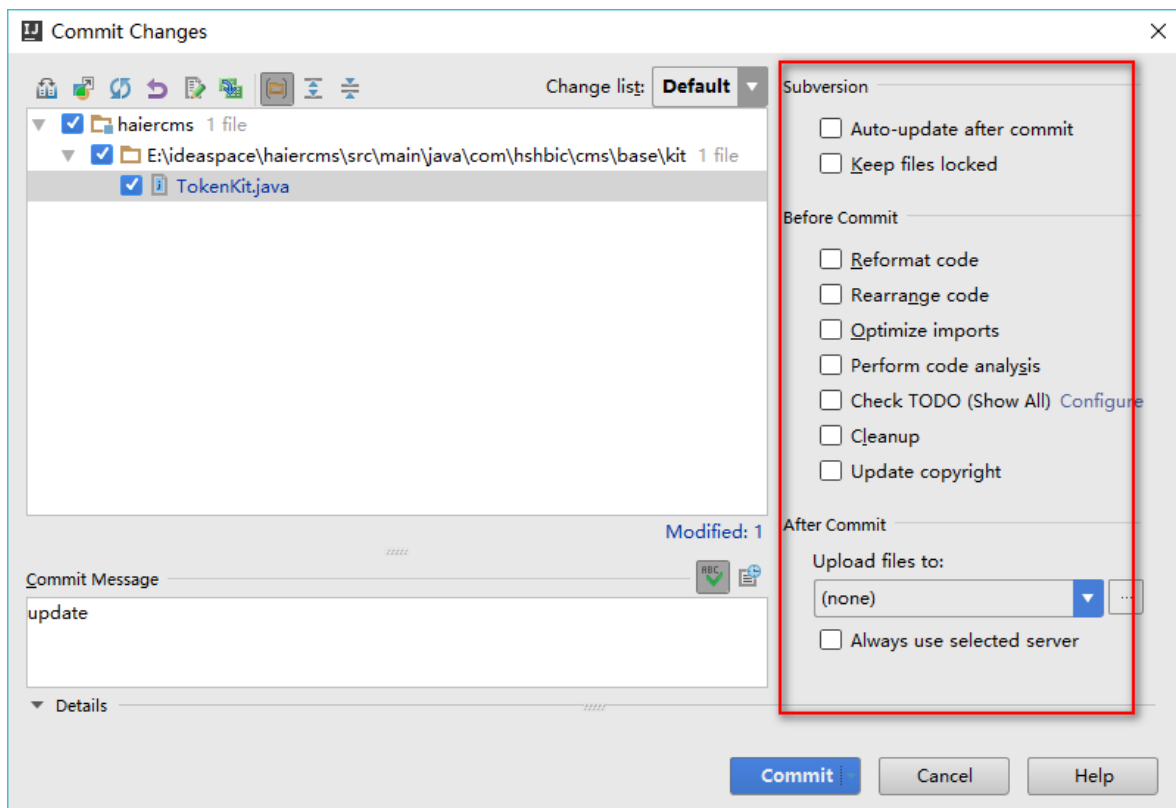 Commit Changes
Change list: Default
haiercms 1 file
E:\ideaspace\haiercms\src\main\java\com\hshbic\cms\base\kit 1 file
TokenKit.java
Modified: 1
Commit Message
ABC
update
Details
Subversion
Auto-update after commit
Keep files locked
Before Commit
Reformat code
Rearrange code
Optimize imports
Perform code analysis
Check TODO (Show All) Configure
Cleanup
Update copyright
After Commit
Upload files to:
(none)
...
Always use selected server
Commit
Cancel
Help